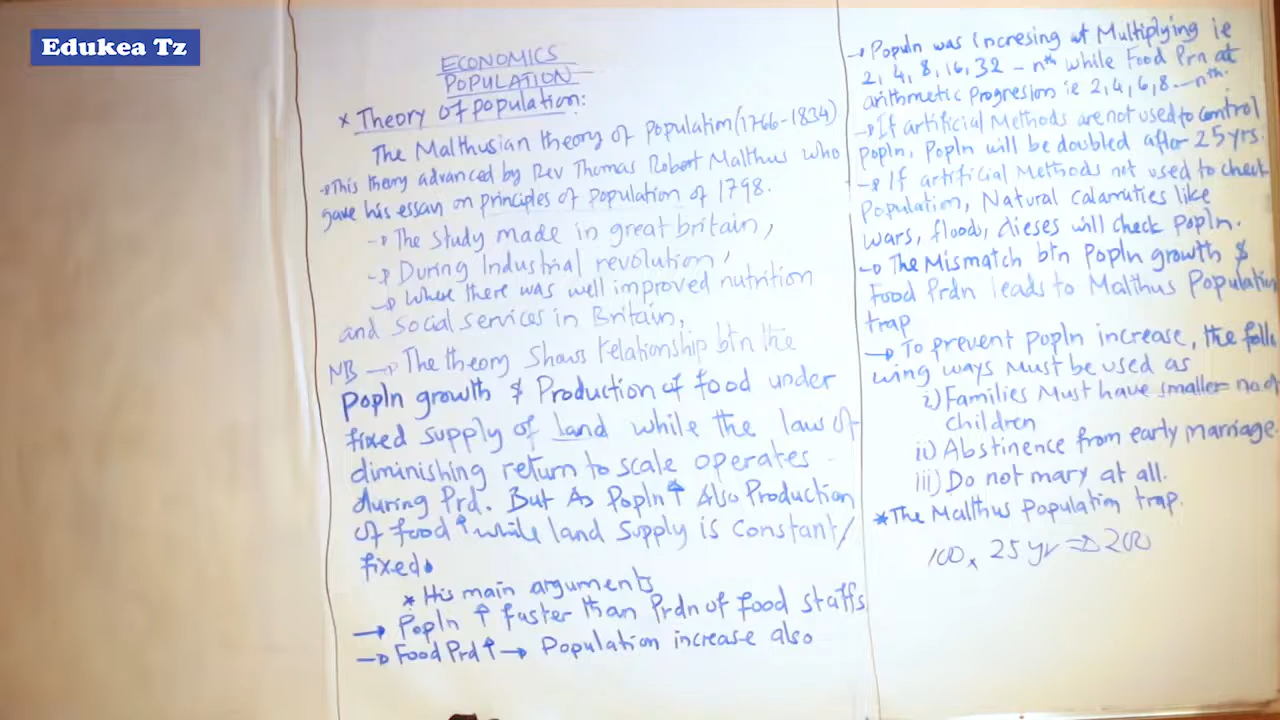 Edukea Tz
ECONOMICS
POPULATION
* Theory of population:
The Malthusian theory of Population (1766-1834)
→ This theory advanced by Rev Thomas Robert Malthus who
gave his essay on principles of population of 1798.
→ The study made in great britain,
→ During Industrial revolution,
→ Where there was well improved nutrition
and social services in Britain,
NB → The theory shows relationship btn the
popln growth & Production of food under
fixed supply of land while the law of
diminishing return to scale operates
during Prd. But As Popln ↑ Also Production
of food ↑ while land supply is constant/
fixed.
* His main arguments
→ Popln ↑ faster than Prdn of food staffs
→ Food Prd ↑ → Population increase also
→ Populn was incresing at Multiplying ie
2, 4, 8, 16, 32 - nth while Food Prn at
arithmetic progresion ie 2, 4, 6, 8 -- nth.
→ If artificial Methods are not used to control
popln, Popln will be doubled after 25 yrs.
→ If artificial Methods not used to check
Population, Natural calamities like
wars, flood, dieses will check popln.
→ The Mismatch btn Popln growth &
Food Prdn leads to Malthus Population
trap
→ To prevent popln increase, the follo
wing ways must be used as
i) Families Must have smaller no of
children
ii) Abstinence from early marriage.
iii) Do not mary at all.
* The Malthus population trap.
100 x 25 yr ⇒ 200